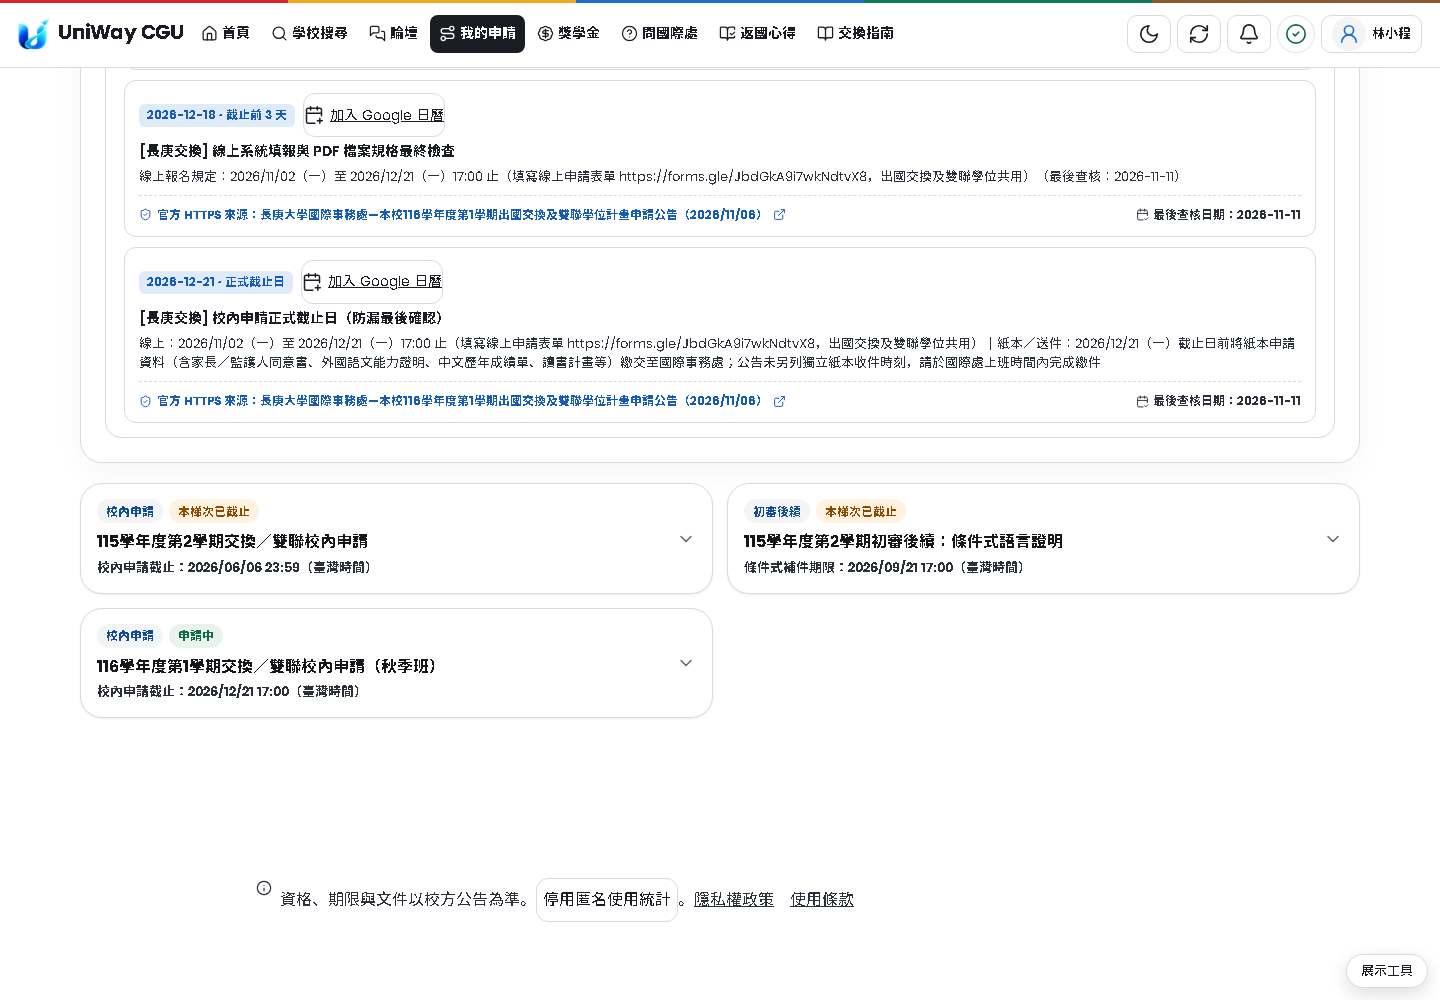 UniWay CGU 首頁 學校搜尋 論壇 我的申請 獎學金 問國際處 返國心得 交換指南 林小程
2026-12-18・截止前 3 天 加入 Google 日曆
[長庚交換] 線上系統填報與 PDF 檔案規格最終檢查
線上報名規定：2026/11/02（一）至 2026/12/21（一）17:00 止（填寫線上申請表單 https://forms.gle/JbdGkA9i7wkNdtvX8，出國交換及雙聯學位共用）（最後查核：2026-11-11）
官方 HTTPS 來源：長庚大學國際事務處—本校116學年度第1學期出國交換及雙聯學位計畫申請公告（2026/11/06） 最後查核日期：2026-11-11
2026-12-21・正式截止日 加入 Google 日曆
[長庚交換] 校內申請正式截止日（防漏最後確認）
線上：2026/11/02（一）至 2026/12/21（一）17:00 止（填寫線上申請表單 https://forms.gle/JbdGkA9i7wkNdtvX8，出國交換及雙聯學位共用）｜紙本／送件：2026/12/21（一）截止日前將紙本申請
資料（含家長／監護人同意書、外國語文能力證明、中文歷年成績單、讀書計畫等）繳交至國際事務處；公告未另列獨立紙本收件時刻，請於國際處上班時間內完成繳件
官方 HTTPS 來源：長庚大學國際事務處—本校116學年度第1學期出國交換及雙聯學位計畫申請公告（2026/11/06） 最後查核日期：2026-11-11
校內申請 本梯次已截止
115學年度第2學期交換／雙聯校內申請
校內申請截止：2026/06/06 23:59（臺灣時間）
初審後續 本梯次已截止
115學年度第2學期初審後續：條件式語言證明
條件式補件期限：2026/09/21 17:00（臺灣時間）
校內申請 申請中
116學年度第1學期交換／雙聯校內申請（秋季班）
校內申請截止：2026/12/21 17:00（臺灣時間）
資格、期限與文件以校方公告為準。 停用匿名使用統計 。隱私權政策 使用條款
展示工具